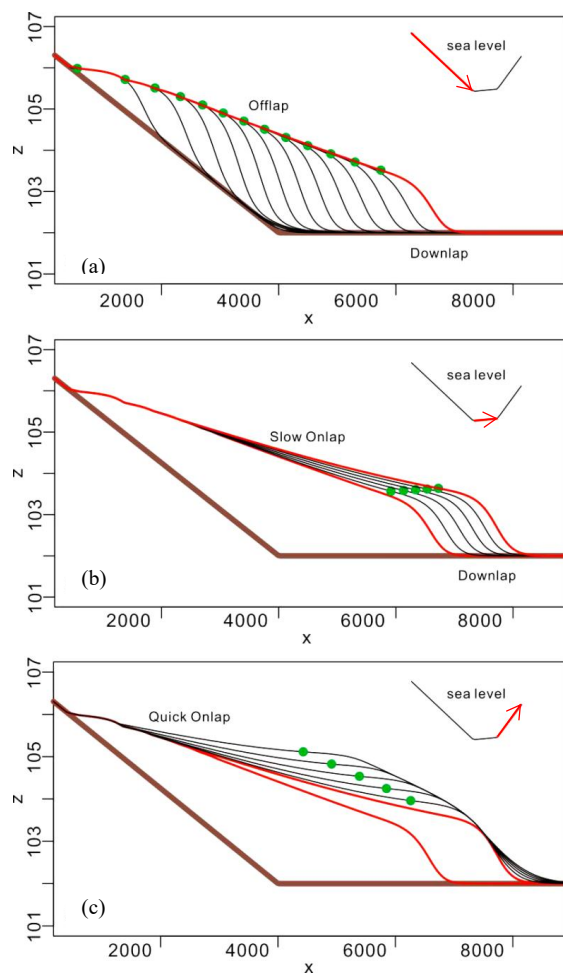 107
105
103
101
z
sea level
Offlap
Downlap
(a)
2000 4000 6000 8000
x
107
105
103
101
z
sea level
Slow Onlap
Downlap
(b)
2000 4000 6000 8000
x
107
105
103
101
z
sea level
Quick Onlap
(c)
2000 4000 6000 8000
x